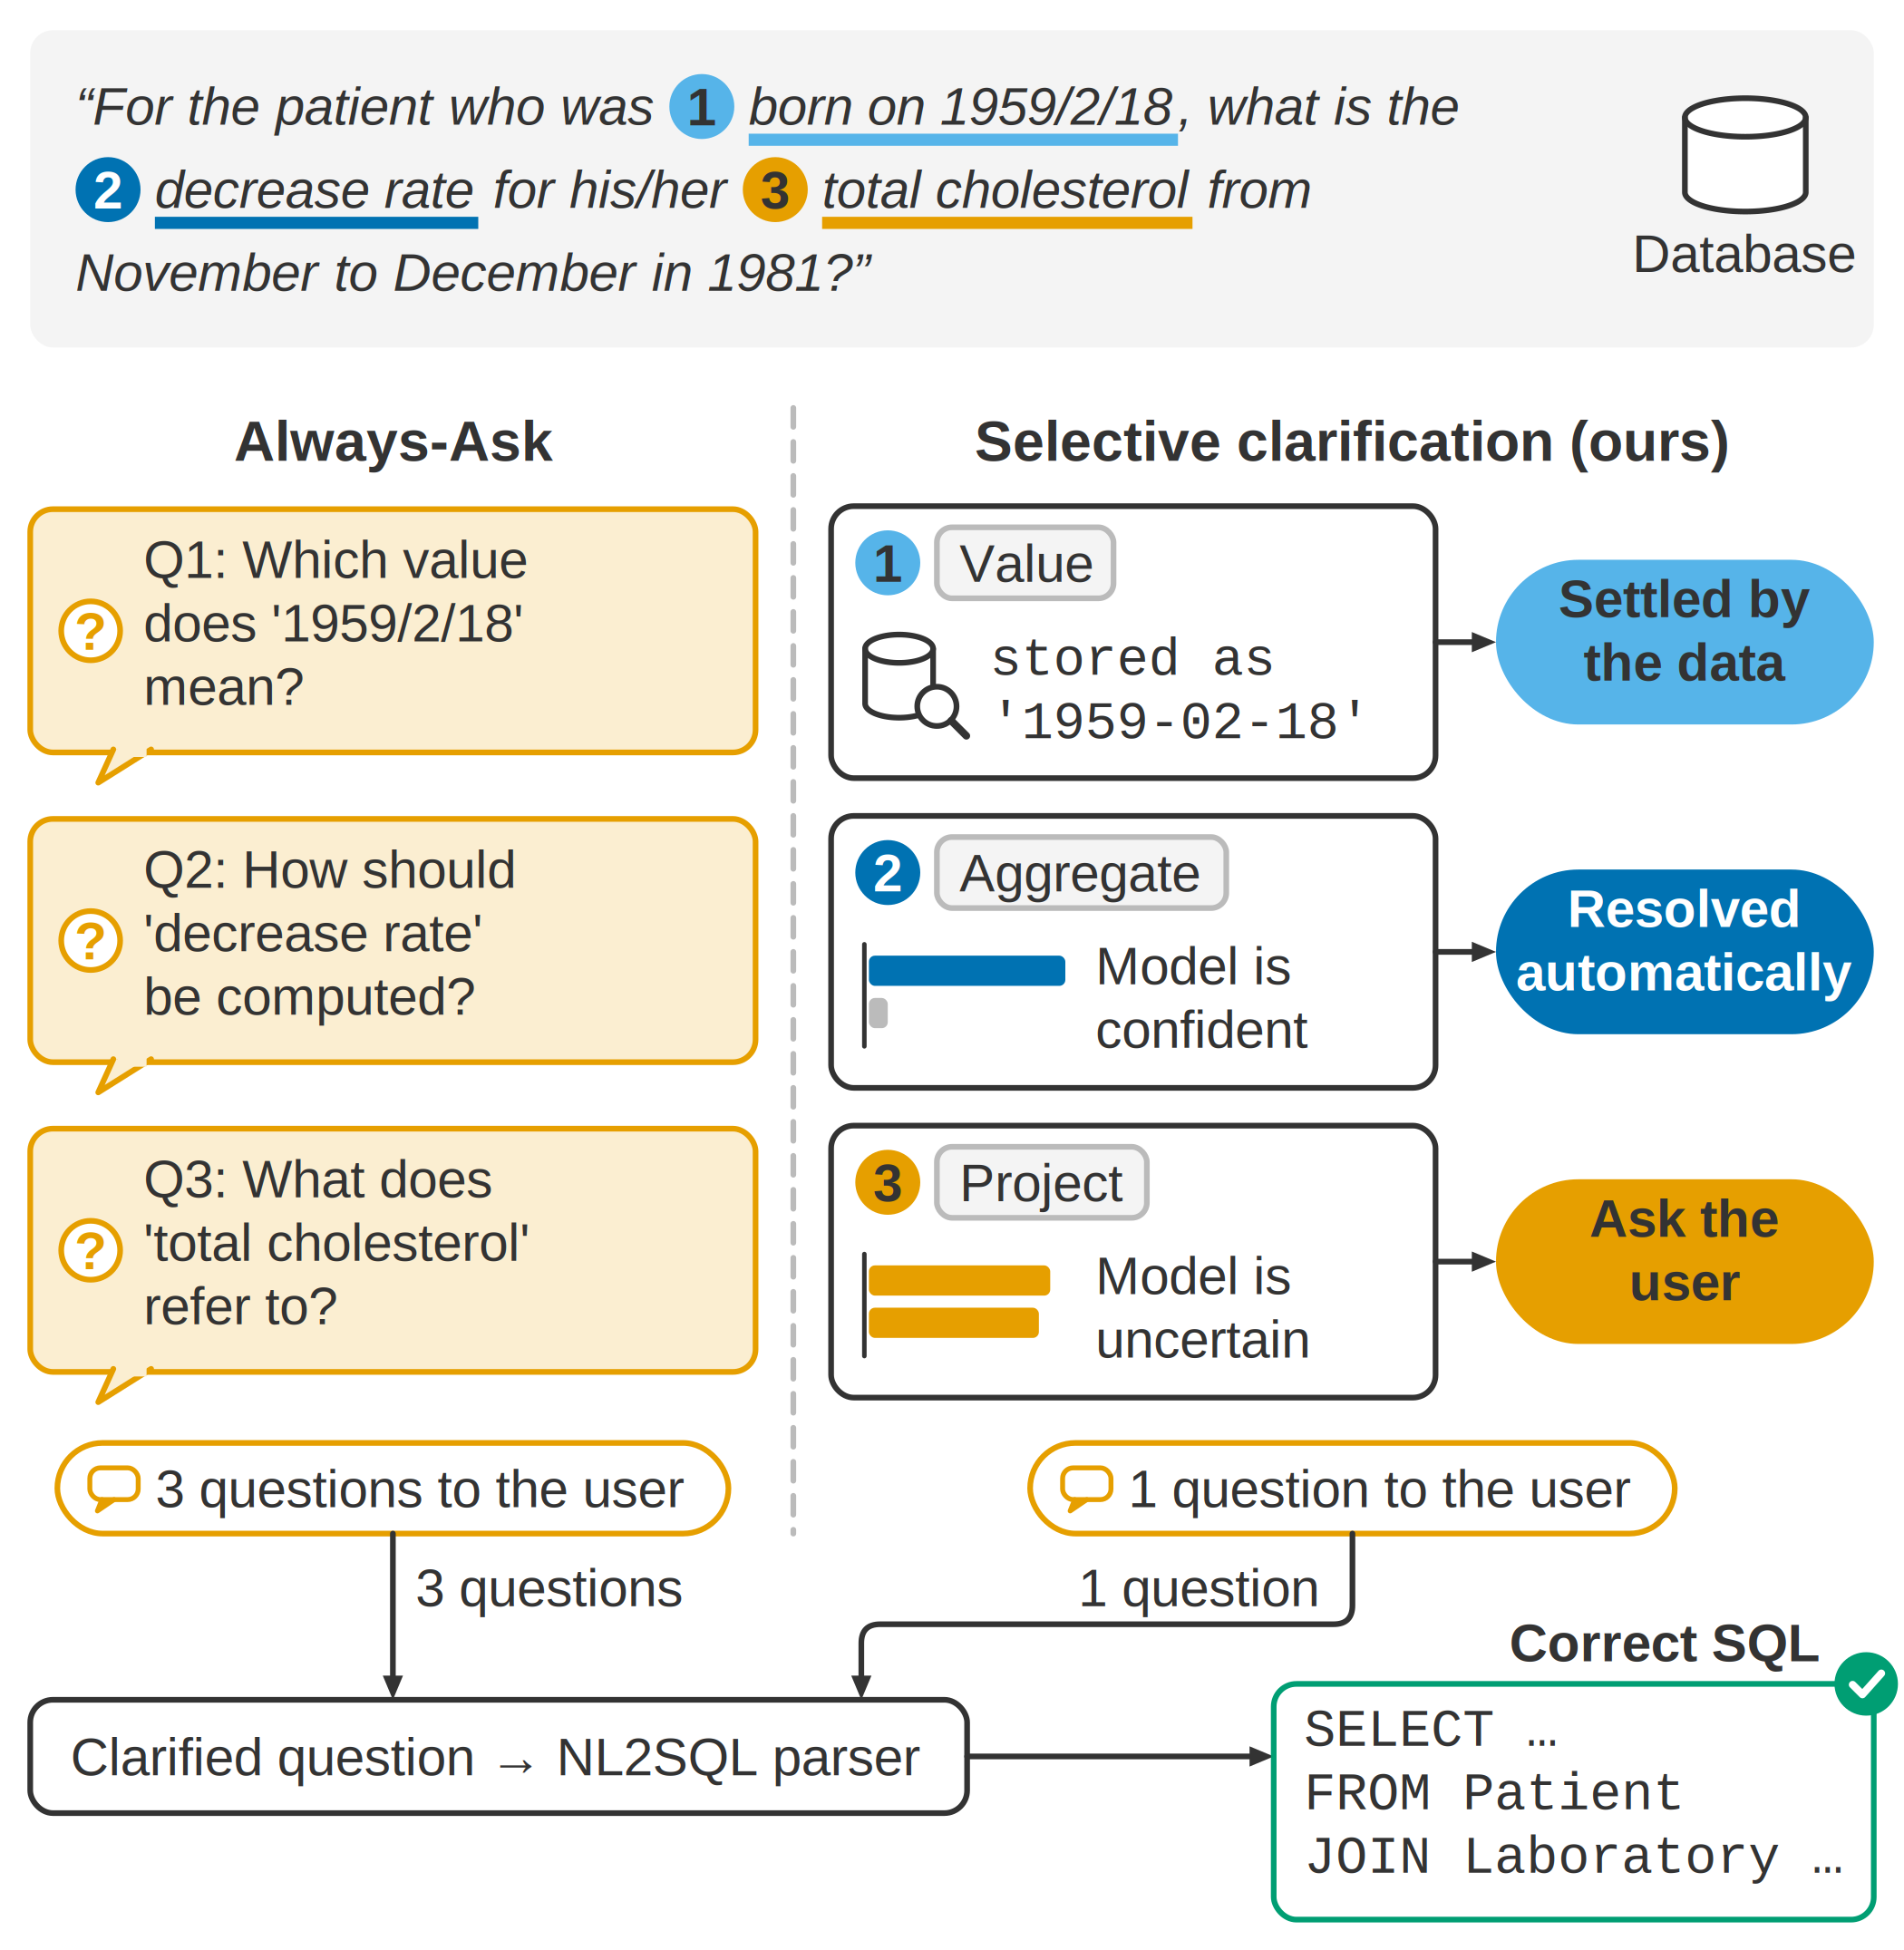 “For the patient who was 1 born on 1959/2/18, what is the
2 decrease rate for his/her 3 total cholesterol from
November to December in 1981?”
Database
Always-Ask
Q1: Which value
does '1959/2/18'
mean?
?
Q2: How should
'decrease rate'
be computed?
?
Q3: What does
'total cholesterol'
refer to?
?
3 questions to the user
3 questions
Selective clarification (ours)
1 Value
stored as
'1959-02-18'
Settled by
the data
2 Aggregate
Model is
confident
Resolved
automatically
3 Project
Model is
uncertain
Ask the
user
1 question to the user
1 question
Clarified question → NL2SQL parser
Correct SQL
SELECT …
FROM Patient
JOIN Laboratory …